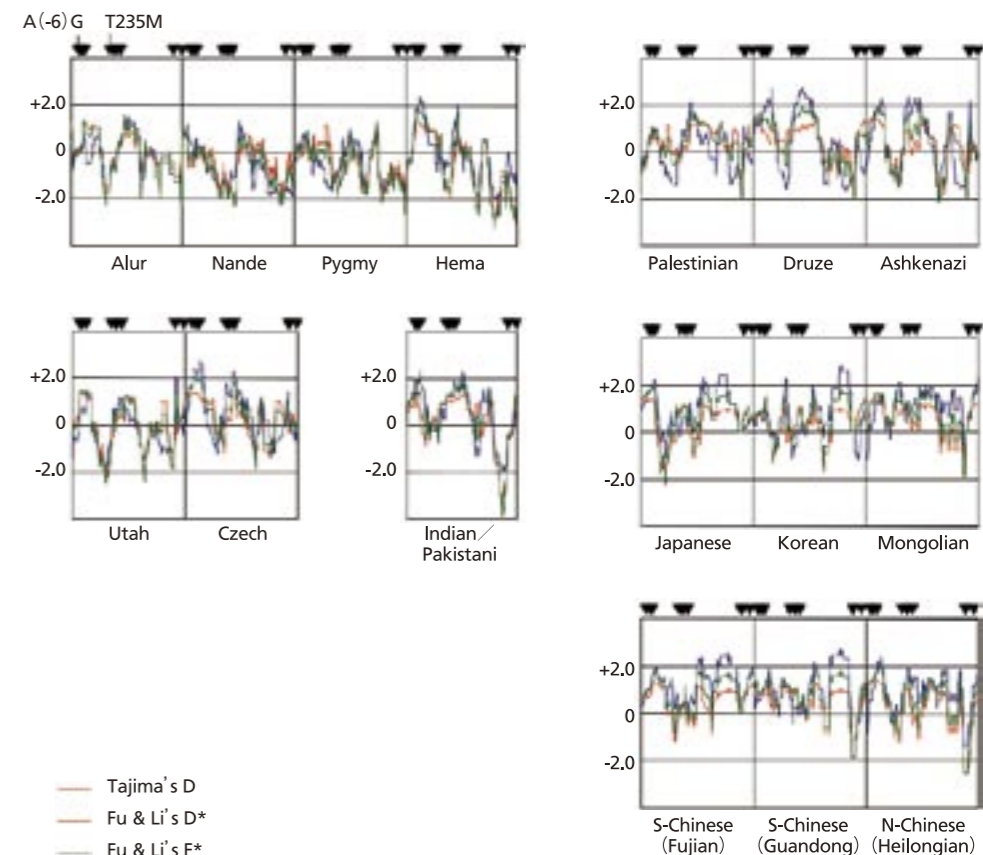 A(-6)G T235M
+2.0
0
-2.0
Alur Nande Pygmy Hema
+2.0
0
-2.0
Palestinian Druze Ashkenazi
+2.0
0
-2.0
Utah Czech
+2.0
0
-2.0
Indian/
Pakistani
+2.0
0
-2.0
Japanese Korean Mongolian
+2.0
0
-2.0
S-Chinese S-Chinese N-Chinese
(Fujian) (Guandong) (Heilongian)
Tajima's D
Fu & Li's D*
Fu & Li's F*